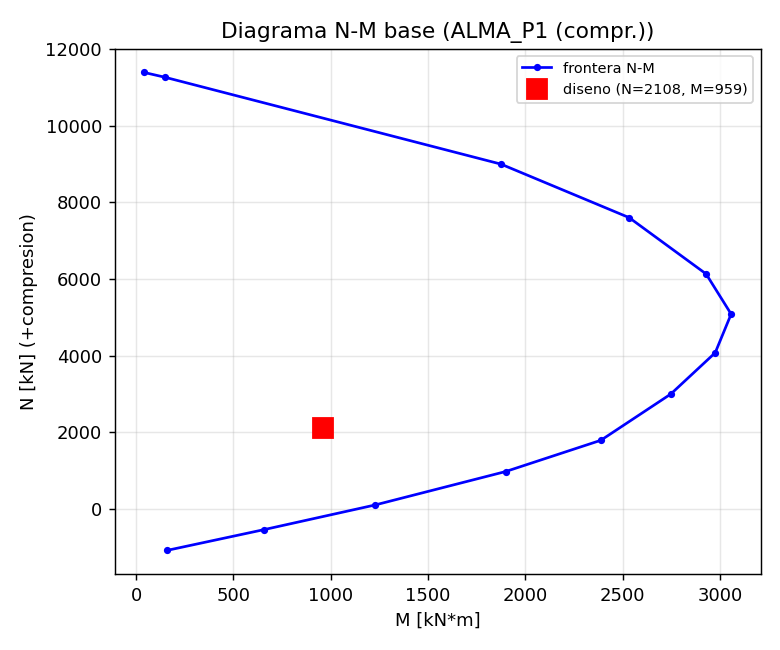 Diagrama N-M base (ALMA_P1 (compr.))
frontera N-M
diseno (N=2108, M=959)
N [kN] (+compresion)
12000
10000
8000
6000
4000
2000
0
0 500 1000 1500 2000 2500 3000
M [kN*m]